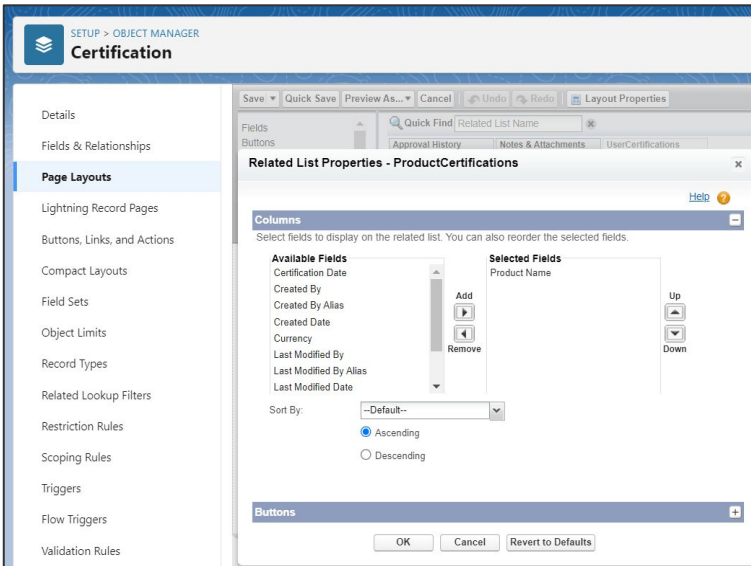 SETUP > OBJECT MANAGER
Certification
Details
Fields & Relationships
Page Layouts
Lightning Record Pages
Buttons, Links, and Actions
Compact Layouts
Field Sets
Object Limits
Record Types
Related Lookup Filters
Restriction Rules
Scoping Rules
Triggers
Flow Triggers
Validation Rules
Save Quick Save Preview As... Cancel Undo Redo Layout Properties
Fields
Buttons
Quick Find Related List Name
Approval History Notes & Attachments UserCertifications
Related List Properties - ProductCertifications
Help
Columns
Select fields to display on the related list. You can also reorder the selected fields.
Available Fields
Certification Date
Created By
Created By Alias
Created Date
Currency
Last Modified By
Last Modified By Alias
Last Modified Date
Add
Remove
Selected Fields
Product Name
Up
Down
Sort By: --Default--
Ascending
Descending
Buttons
OK Cancel Revert to Defaults